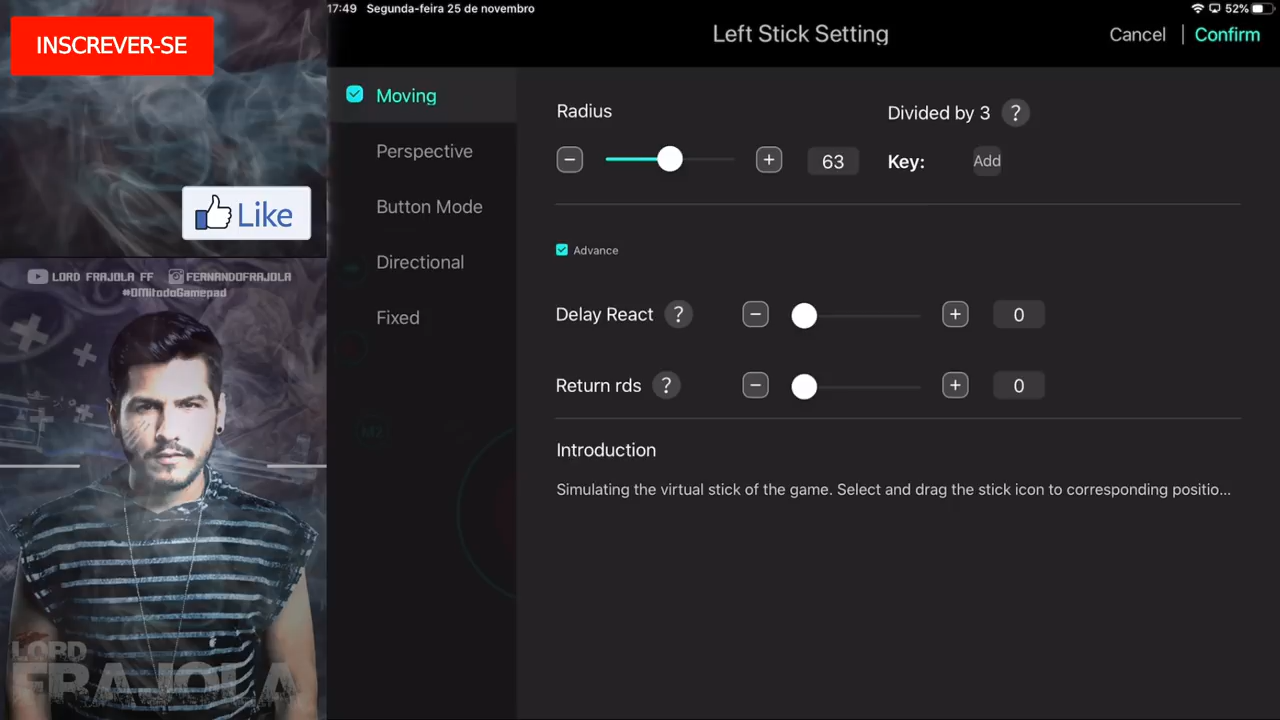 INSCREVER-SE
Like
LORD FRAJOLA FF
FERNANDOFRAJOLA
#OMitodoGamepad
LORD
FRAJOLA
17:49 Segunda-feira 25 de novembro
52%
Left Stick Setting
Cancel
Confirm
Moving
Perspective
Button Mode
Directional
Fixed
Radius
Divided by 3 ?
− + 63
Key: Add
Advance
Delay React ? − + 0
Return rds ? − + 0
Introduction
Simulating the virtual stick of the game. Select and drag the stick icon to corresponding positio...
M2